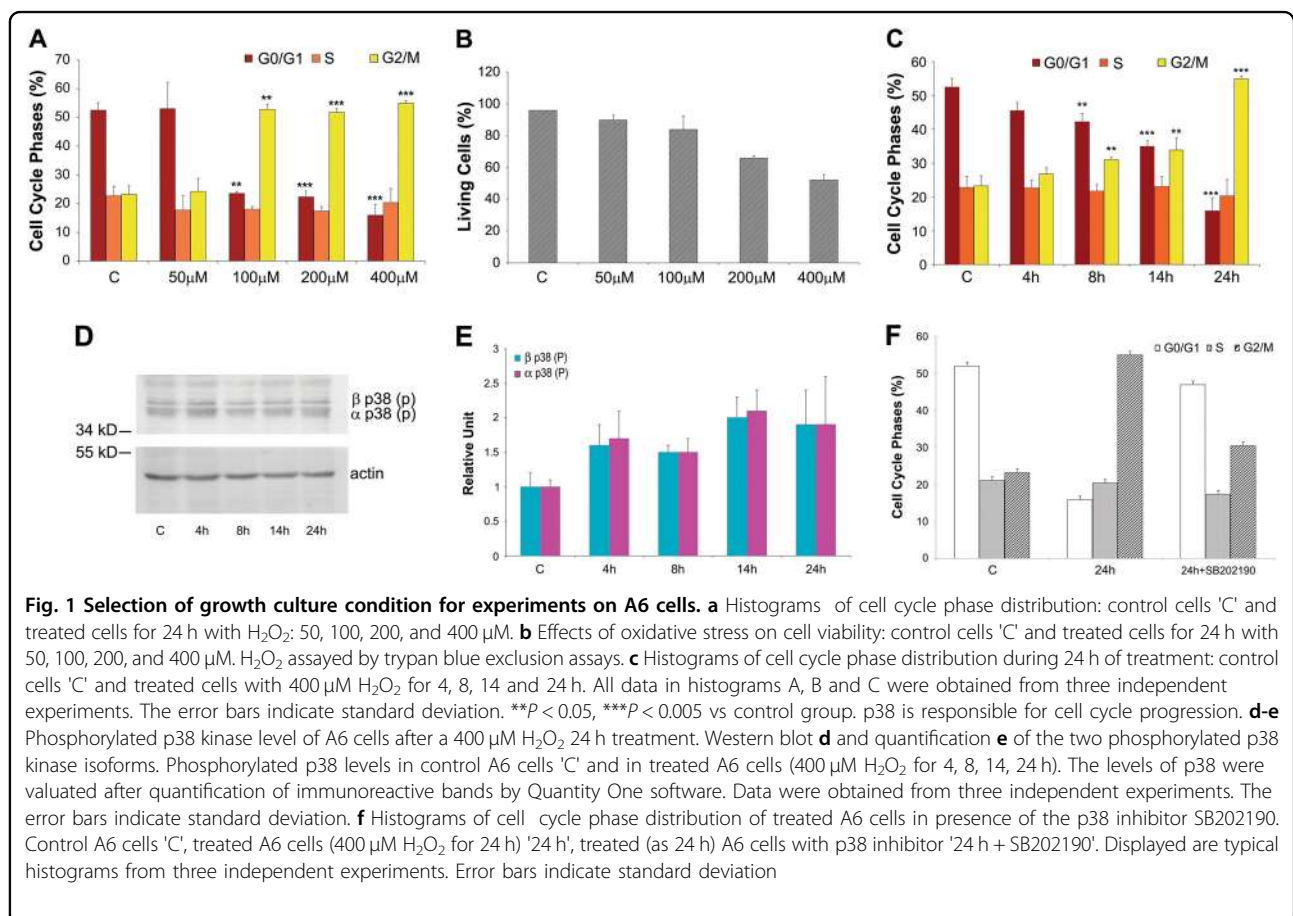 A
G0/G1 S G2/M
Cell Cycle Phases (%)
70
60
50
40
30
20
10
0
** *** ***
** *** ***
C 50µM 100µM 200µM 400µM
B
Living Cells (%)
120
100
80
60
40
20
0
C 50µM 100µM 200µM 400µM
C
G0/G1 S G2/M
Cell Cycle Phases (%)
70
60
50
40
30
20
10
0
***
** *** **
**
***
C 4h 8h 14h 24h
D
β p38 (p)
α p38 (p)
34 kD
55 kD
actin
C 4h 8h 14h 24h
E
β p38 (P)
α p38 (P)
Relative Unit
3
2.5
2
1.5
1
0.5
0
C 4h 8h 14h 24h
F
G0/G1 S G2/M
Cell Cycle Phases (%)
60
50
40
30
20
10
0
C 24h 24h+SB202190
Fig. 1 Selection of growth culture condition for experiments on A6 cells. a Histograms of cell cycle phase distribution: control cells 'C' and
treated cells for 24 h with H₂O₂: 50, 100, 200, and 400 µM. b Effects of oxidative stress on cell viability: control cells 'C' and treated cells for 24 h with
50, 100, 200, and 400 µM. H₂O₂ assayed by trypan blue exclusion assays. c Histograms of cell cycle phase distribution during 24 h of treatment: control
cells 'C' and treated cells with 400 µM H₂O₂ for 4, 8, 14 and 24 h. All data in histograms A, B and C were obtained from three independent
experiments. The error bars indicate standard deviation. **P < 0.05, ***P < 0.005 vs control group. p38 is responsible for cell cycle progression. d-e
Phosphorylated p38 kinase level of A6 cells after a 400 µM H₂O₂ 24 h treatment. Western blot d and quantification e of the two phosphorylated p38
kinase isoforms. Phosphorylated p38 levels in control A6 cells 'C' and in treated A6 cells (400 µM H₂O₂ for 4, 8, 14, 24 h). The levels of p38 were
valuated after quantification of immunoreactive bands by Quantity One software. Data were obtained from three independent experiments. The
error bars indicate standard deviation. f Histograms of cell cycle phase distribution of treated A6 cells in presence of the p38 inhibitor SB202190.
Control A6 cells 'C', treated A6 cells (400 µM H₂O₂ for 24 h) '24 h', treated (as 24 h) A6 cells with p38 inhibitor '24 h + SB202190'. Displayed are typical
histograms from three independent experiments. Error bars indicate standard deviation